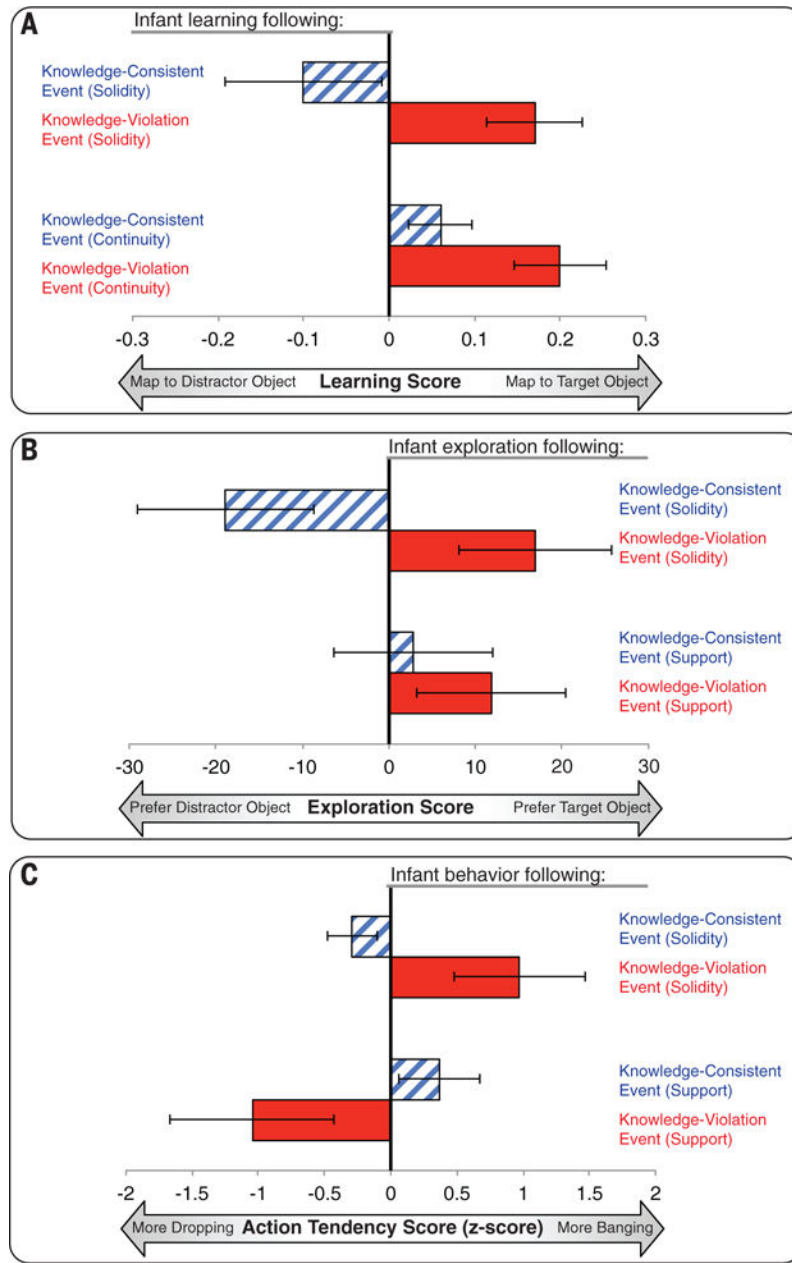 A
Infant learning following:
Knowledge-Consistent
Event (Solidity)
Knowledge-Violation
Event (Solidity)
Knowledge-Consistent
Event (Continuity)
Knowledge-Violation
Event (Continuity)
-0.3 -0.2 -0.1 0 0.1 0.2 0.3
Map to Distractor Object Learning Score Map to Target Object
B
Infant exploration following:
Knowledge-Consistent
Event (Solidity)
Knowledge-Violation
Event (Solidity)
Knowledge-Consistent
Event (Support)
Knowledge-Violation
Event (Support)
-30 -20 -10 0 10 20 30
Prefer Distractor Object Exploration Score Prefer Target Object
C
Infant behavior following:
Knowledge-Consistent
Event (Solidity)
Knowledge-Violation
Event (Solidity)
Knowledge-Consistent
Event (Support)
Knowledge-Violation
Event (Support)
-2 -1.5 -1 -0.5 0 0.5 1 1.5 2
More Dropping Action Tendency Score (z-score) More Banging